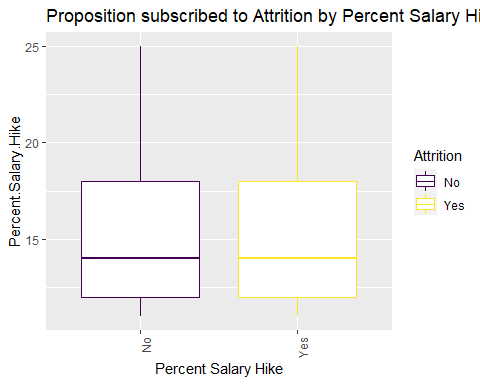 Proposition subscribed to Attrition by Percent Salary Hi
25
20
15
Percent.Salary.Hike
No
Yes
Percent Salary Hike
Attrition
No
Yes